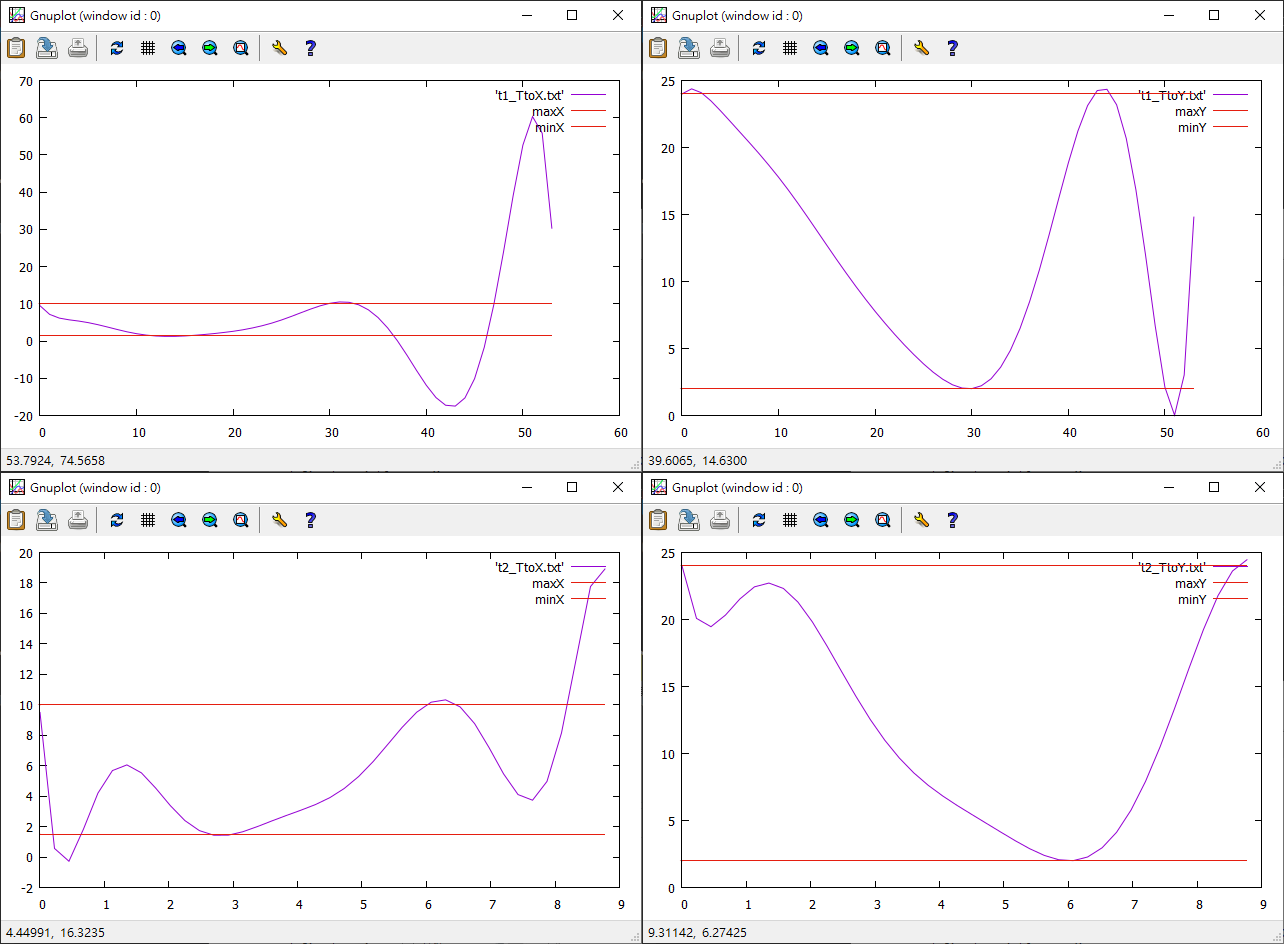 Gnuplot (window id : 0)
70
60
50
40
30
20
10
0
-10
-20
0 10 20 30 40 50 60
't1_TtoX.txt'
maxX
minX
53.7924, 74.5658
Gnuplot (window id : 0)
25
20
15
10
5
0
0 10 20 30 40 50 60
't1_TtoY.txt'
maxY
minY
39.6065, 14.6300
Gnuplot (window id : 0)
20
18
16
14
12
10
8
6
4
2
0
-2
0 1 2 3 4 5 6 7 8 9
't2_TtoX.txt'
maxX
minX
4.44991, 16.3235
Gnuplot (window id : 0)
25
20
15
10
5
0
0 1 2 3 4 5 6 7 8 9
't2_TtoY.txt'
maxY
minY
9.31142, 6.27425